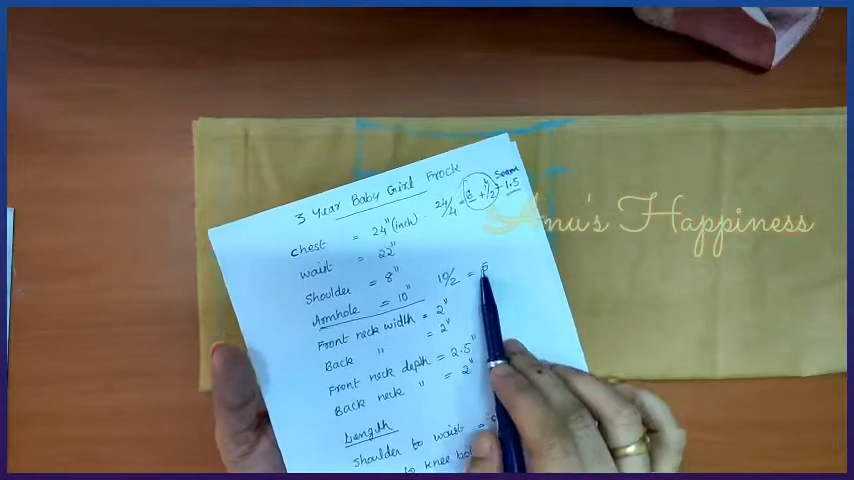 3 Year Baby Girl Frock
chest = 24" (inch) 24/4 = 6 + 1/2 + 1.5 Seam
waist = 22"
Shoulder = 8"
Armhole = 10" 10/2 = 5
Front neck width = 2"
Back " = 2"
Front neck depth = 2.5"
Back neck " = 2"
Length
Shoulder to waist =
to knee
Anu's Happiness